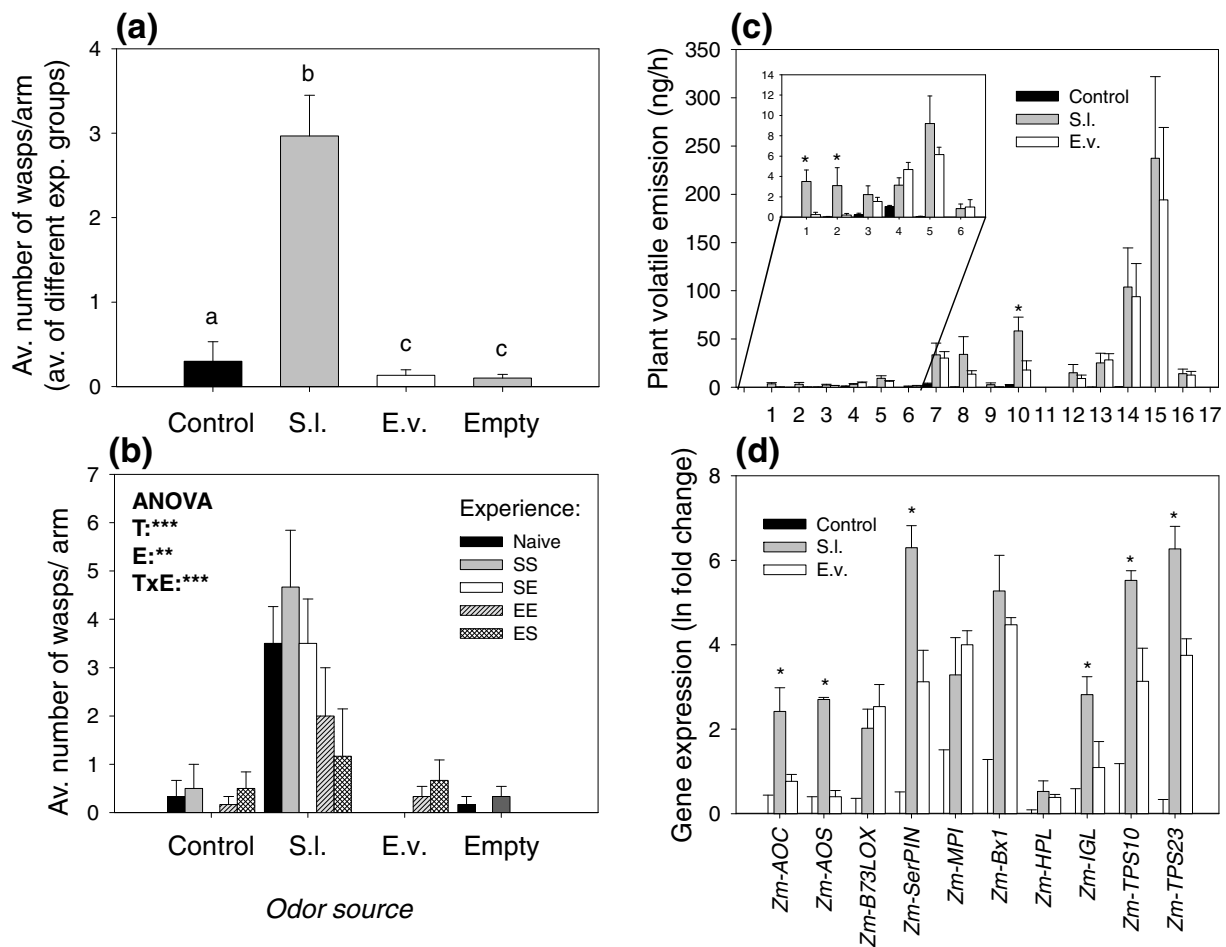 (a)
Av. number of wasps/arm
(av. of different exp. groups)
4
3
2
1
0
a
b
c
c
Control
S.l.
E.v.
Empty
(b)
Av. number of wasps/ arm
7
6
5
4
3
2
1
0
ANOVA
T:***
E:**
TxE:***
Experience:
Naive
SS
SE
EE
ES
Control
S.l.
E.v.
Empty
Odor source
(c)
Plant volatile emission (ng/h)
350
300
250
200
150
100
50
0
14
12
10
8
6
4
2
0
*
*
1
2
3
4
5
6
Control
S.l.
E.v.
*
1
2
3
4
5
6
7
8
9
10
11
12
13
14
15
16
17
(d)
Gene expression (ln fold change)
8
6
4
2
0
Control
S.l.
E.v.
*
*
*
*
*
*
Zm-AOC
Zm-AOS
Zm-B73LOX
Zm-SerPIN
Zm-MPI
Zm-Bx1
Zm-HPL
Zm-IGL
Zm-TPS10
Zm-TPS23